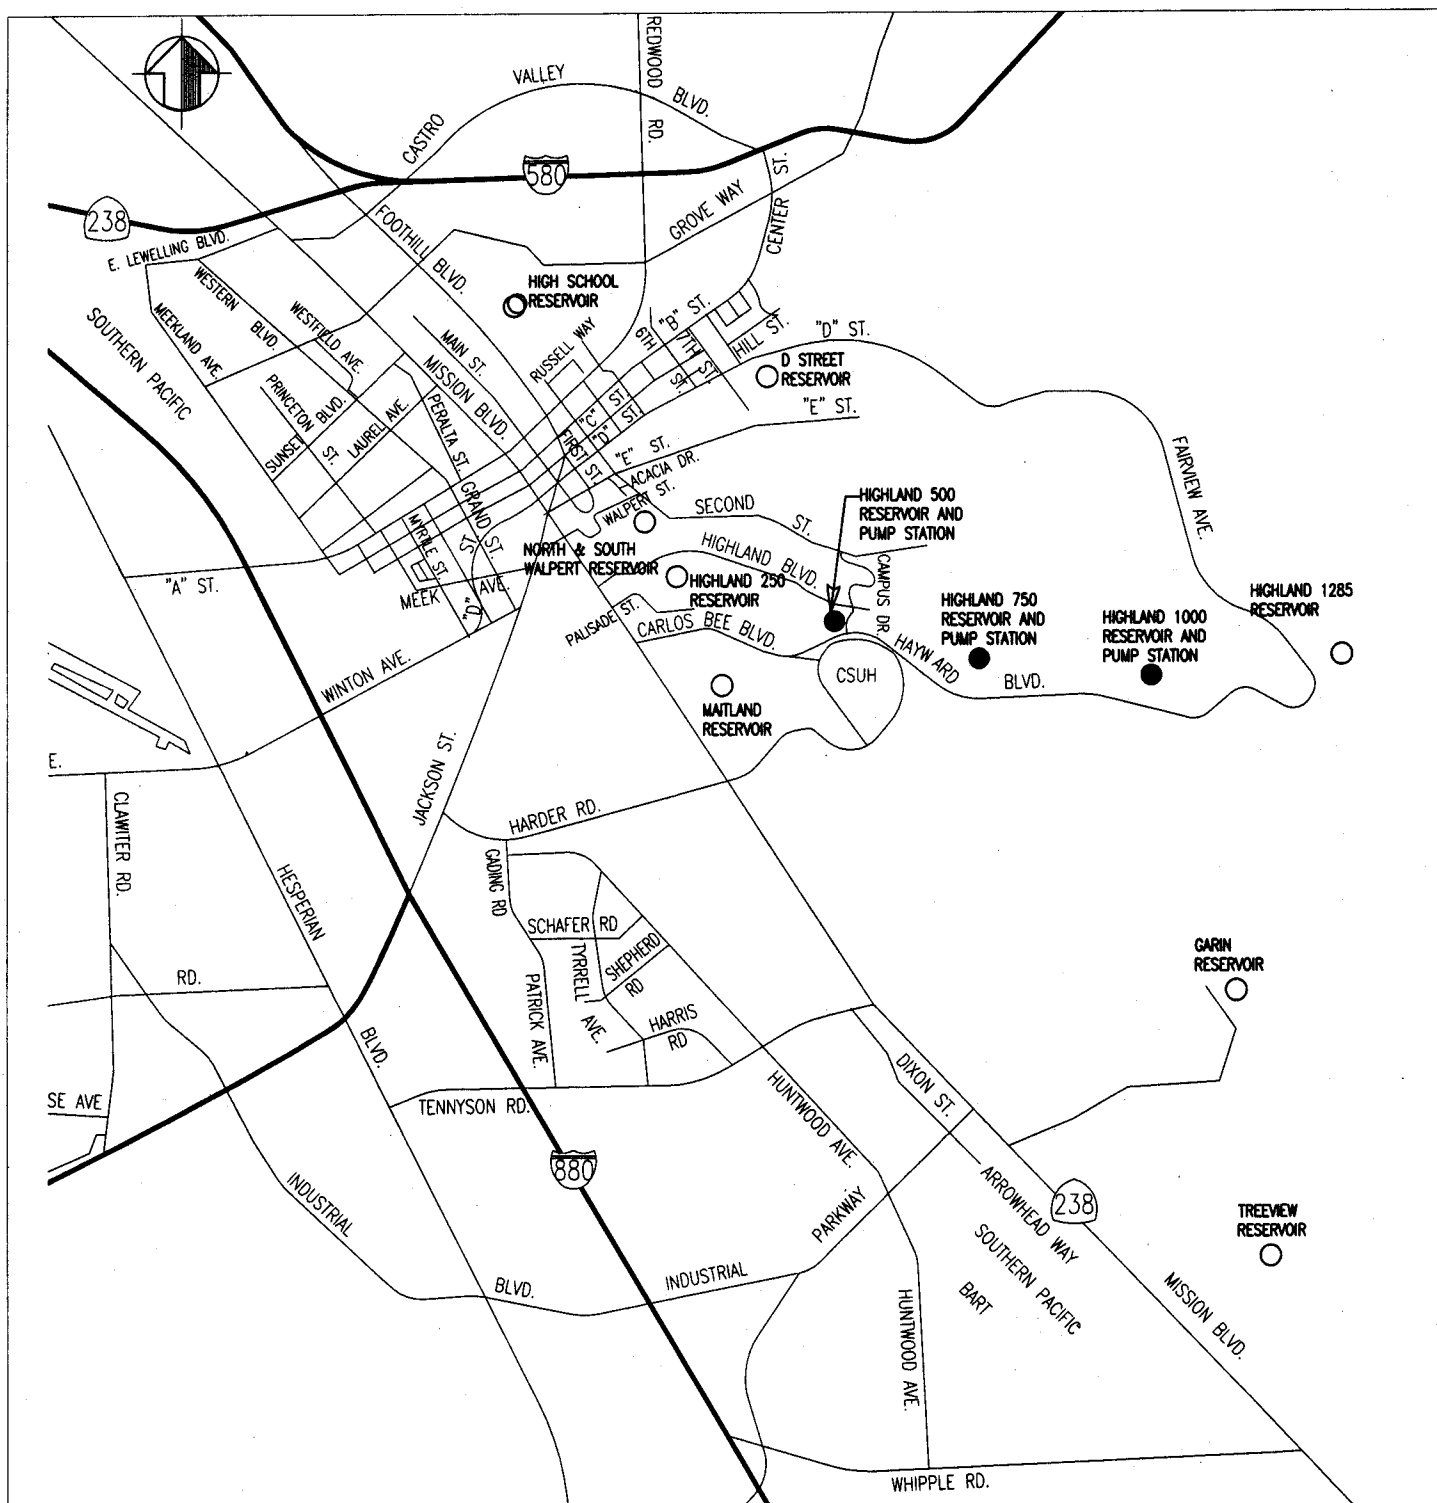 REDWOOD
RD.
VALLEY
BLVD.
CASTRO
580
238
CENTER ST.
GROVE WAY
FOOTHILL BLVD.
E. LEWELLING BLVD.
WESTERN
BLVD.
HIGH SCHOOL
RESERVOIR
MEEKLAND AVE.
WESTFIELD AVE.
SOUTHERN PACIFIC
MAIN ST.
MISSION BLVD.
RUSSELL WAY
6TH
ST.
"B" ST.
7TH
ST.
HILL ST.
"D" ST.
D STREET
RESERVOIR
"E" ST.
PRINCETON
ST.
SUNSET BLVD.
LAUREL AVE.
PERALTA ST.
"C" ST.
"D" ST.
FIRST ST.
"E" ST.
ACACIA DR.
WALPERT ST.
GRAND ST.
MYRTLE ST.
SECOND ST.
FAIRVIEW AVE.
HIGHLAND 500
RESERVOIR AND
PUMP STATION
NORTH & SOUTH
WALPERT RESERVOIR
HIGHLAND BLVD.
CAMPUS DR.
"A" ST.
MEEK AVE.
"D"
ST.
HIGHLAND 250
RESERVOIR
HIGHLAND 750
RESERVOIR AND
PUMP STATION
HIGHLAND 1000
RESERVOIR AND
PUMP STATION
HIGHLAND 1285
RESERVOIR
PALISADE ST.
CARLOS BEE BLVD.
HAYWARD
BLVD.
CSUH
WINTON AVE.
MAITLAND
RESERVOIR
E.
JACKSON ST.
CLAWITER RD.
HARDER RD.
HESPERIAN
BLVD.
GADING RD
SCHAFER RD
TYRRELL
AVE.
SHEPHERD
RD
PATRICK AVE.
HARRIS
RD
RD.
GARIN
RESERVOIR
SE AVE
TENNYSON RD.
HUNTWOOD AVE.
DIXON ST.
880
INDUSTRIAL
BLVD.
INDUSTRIAL
PARKWAY
ARROWHEAD WAY
238
SOUTHERN PACIFIC
BART
TREEVIEW
RESERVOIR
MISSION BLVD.
HUNTWOOD AVE.
WHIPPLE RD.